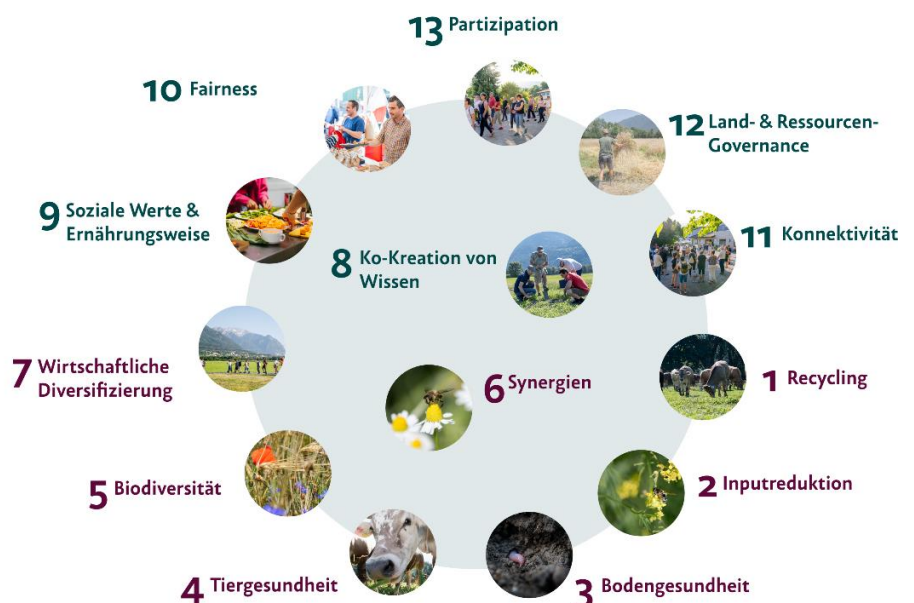 13 Partizipation
10 Fairness
12 Land- & Ressourcen-
Governance
9 Soziale Werte &
Ernährungsweise
11 Konnektivität
8 Ko-Kreation von
Wissen
7 Wirtschaftliche
Diversifizierung
6 Synergien
1 Recycling
5 Biodiversität
2 Inputreduktion
4 Tiergesundheit
3 Bodengesundheit